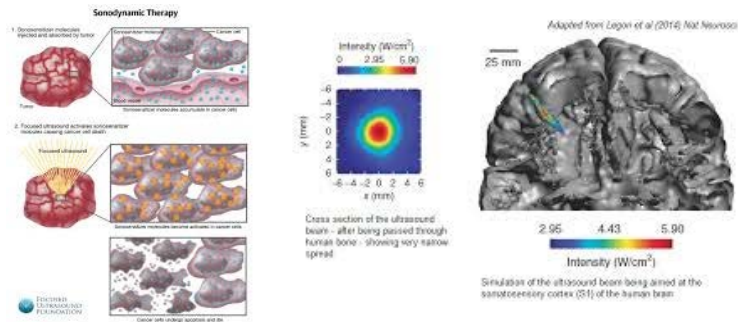 Sonodynamic Therapy
1. Sonosensitizer molecules
injected and absorbed by tumor
Sonosensitizer molecules
Cancer cell
Tumor
Blood vessel
Sonosensitizer molecules accumulate in cancer cells
2. Focused ultrasound activates sonosensitizer
molecules causing cancer cell death
Focused ultrasound
Sonosensitizer molecules become activated in cancer cells
FOCUSED
ULTRASOUND
FOUNDATION
Cancer cells undergo apoptosis and die
Intensity (W/cm²)
0 2.95 5.90
y (mm)
−6
−4
−2
0
2
4
6
−6 −4 −2 0 2 4 6
x (mm)
Cross section of the ultrasound
beam - after being passed through
human bone - showing very narrow
spread
Adapted from Legon et al (2014) Nat Neurosci
25 mm
2.95 4.43 5.90
Intensity (W/cm²)
Simulation of the ultrasound beam being aimed at the
somatosensory cortex (S1) of the human brain